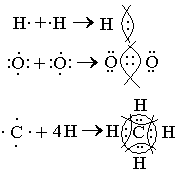 H· + ·H → H :
:Ö: + :Ö: → Ö :: Ö
H
·C· + 4H → H C H
H